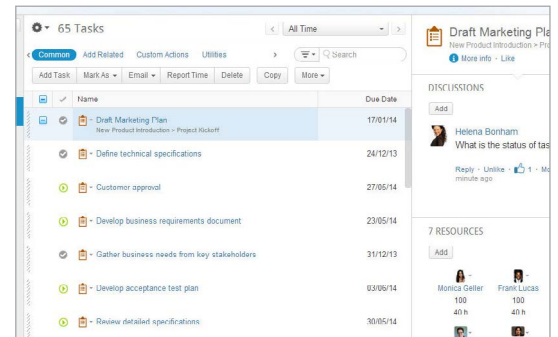 65 Tasks
All Time
Common Add Related Custom Actions Utilities
Search
Add Task Mark As Email Report Time Delete Copy More
Name Due Date
Draft Marketing Plan 17/01/14
New Product Introduction > Project Kickoff
Define technical specifications 24/12/13
Customer approval 27/05/14
Develop business requirements document 23/05/14
Gather business needs from key stakeholders 31/12/13
Develop acceptance test plan 03/06/14
Review detailed specifications 30/05/14
Draft Marketing Pla
New Product Introduction > Pro
More info · Like
DISCUSSIONS
Add
Helena Bonham
What is the status of tas
Reply · Unlike · 1 · Mo
minute ago
7 RESOURCES
Add
Monica Geller Frank Lucas
100 100
40 h 40 h